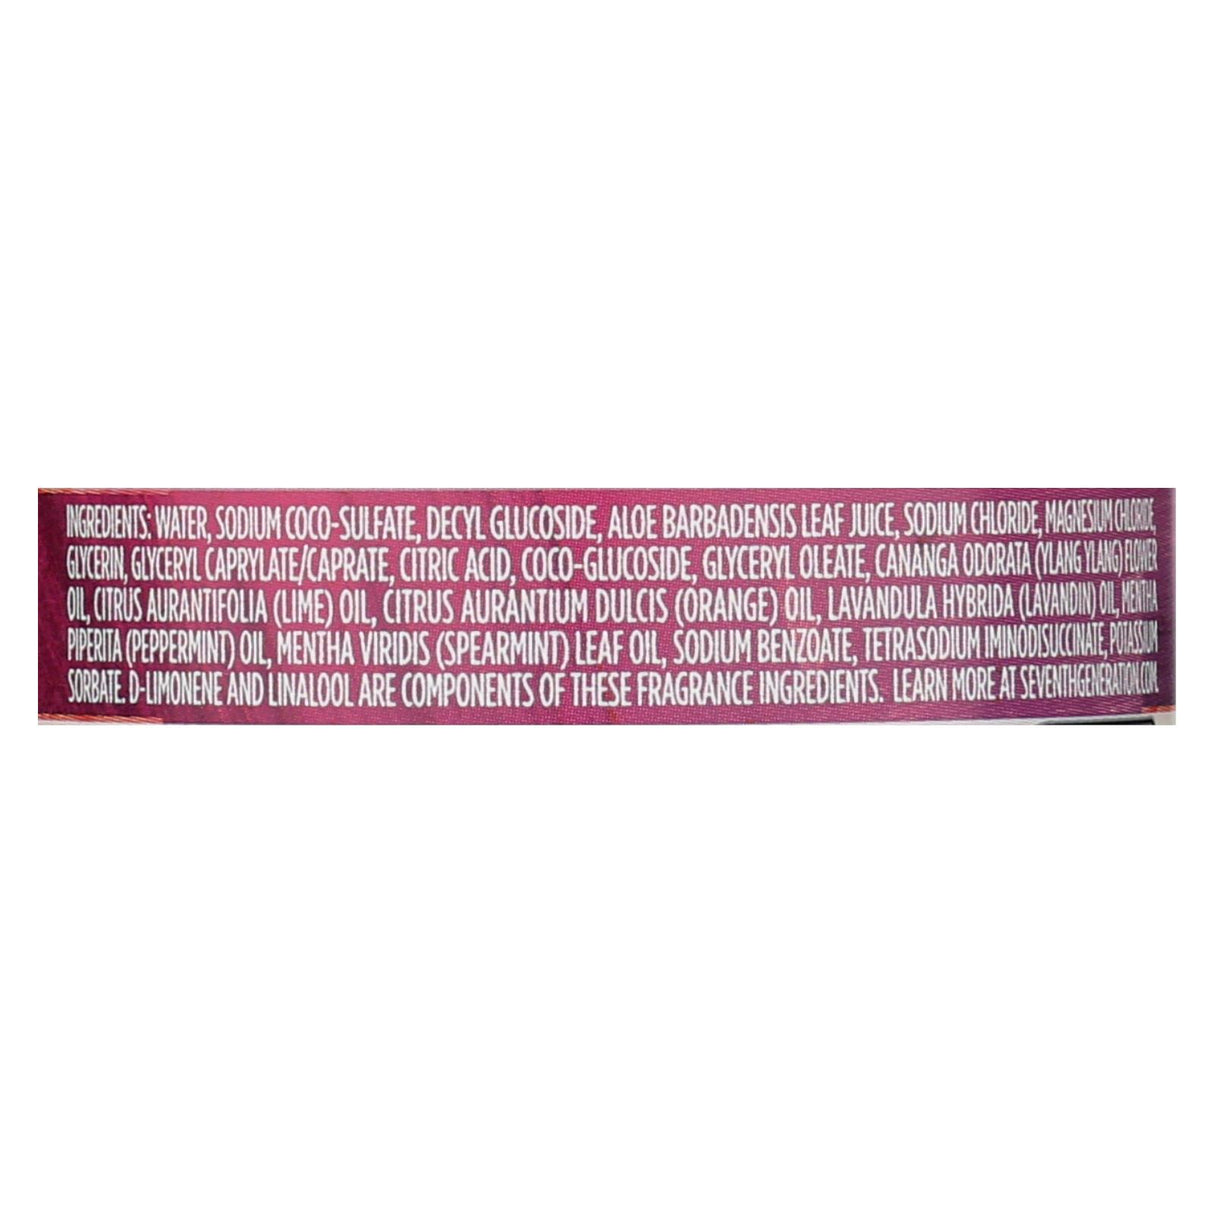 INGREDIENTS: WATER, SODIUM COCO-SULFATE, DECYL GLUCOSIDE, ALOE BARBADENSIS LEAF JUICE, SODIUM CHLORIDE, MAGNESIUM CHLORIDE,
GLYCERIN, GLYCERYL CAPRYLATE/CAPRATE, CITRIC ACID, COCO-GLUCOSIDE, GLYCERYL OLEATE, CANANGA ODORATA (YLANG YLANG) FLOWER
OIL, CITRUS AURANTIFOLIA (LIME) OIL, CITRUS AURANTIUM DULCIS (ORANGE) OIL, LAVANDULA HYBRIDA (LAVANDIN) OIL, MENTHA
PIPERITA (PEPPERMINT) OIL, MENTHA VIRIDIS (SPEARMINT) LEAF OIL, SODIUM BENZOATE, TETRASODIUM IMINODISUCCINATE, POTASSIUM
SORBATE. D-LIMONENE AND LINALOOL ARE COMPONENTS OF THESE FRAGRANCE INGREDIENTS. LEARN MORE AT SEVENTHGENERATION.COM